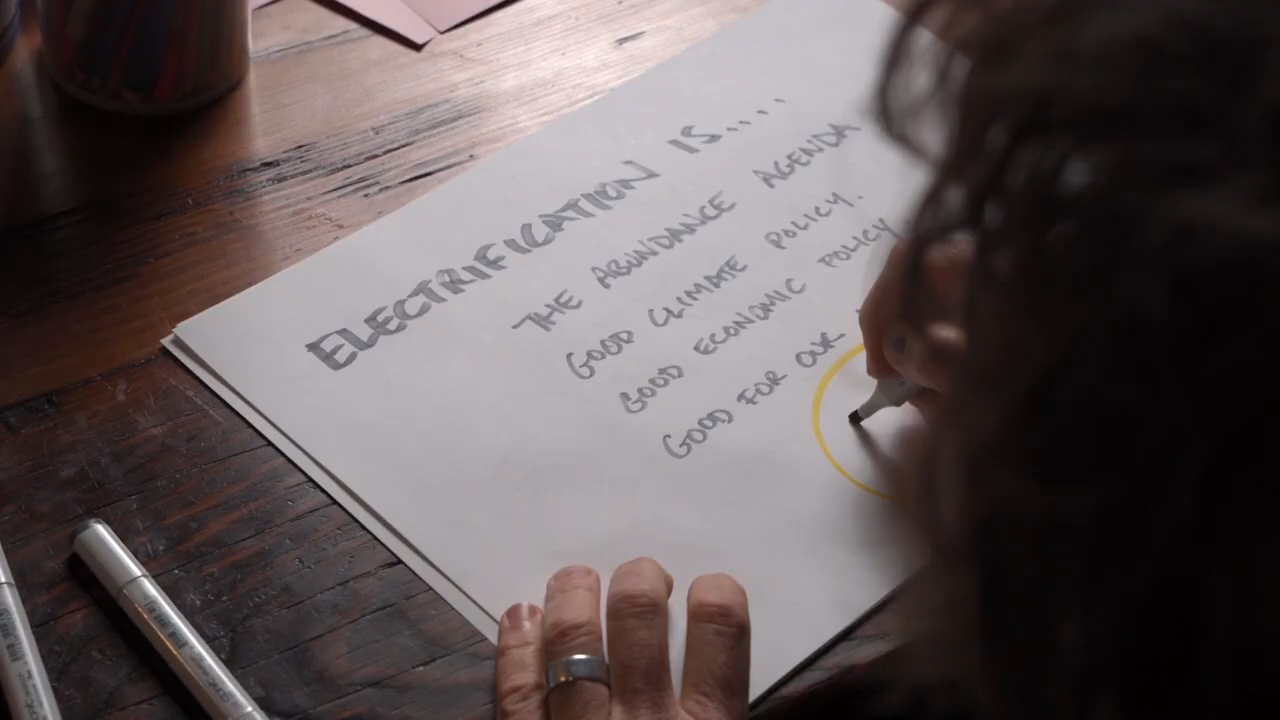 ELECTRIFICATION IS....
THE ABUNDANCE AGENDA
GOOD CLIMATE POLICY.
GOOD ECONOMIC POLICY
GOOD FOR OUR